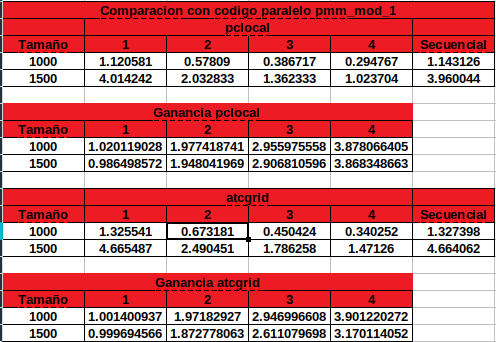 Comparacion con codigo paralelo pmm_mod_1
pclocal
Tamaño 1 2 3 4 Secuencial
1000 1.120581 0.57809 0.386717 0.294767 1.143126
1500 4.014242 2.032833 1.362333 1.023704 3.960044
Ganancia pclocal
Tamaño 1 2 3 4
1000 1.020119028 1.977418741 2.955975558 3.878066405
1500 0.986498572 1.948041969 2.906810596 3.868348663
atcgrid
Tamaño 1 2 3 4 Secuencial
1000 1.325541 0.673181 0.450424 0.340252 1.327398
1500 4.665487 2.490451 1.786258 1.47126 4.664062
Ganancia atcgrid
Tamaño 1 2 3 4
1000 1.001400937 1.97182927 2.946996608 3.901220272
1500 0.999694566 1.872778063 2.611079698 3.170114052